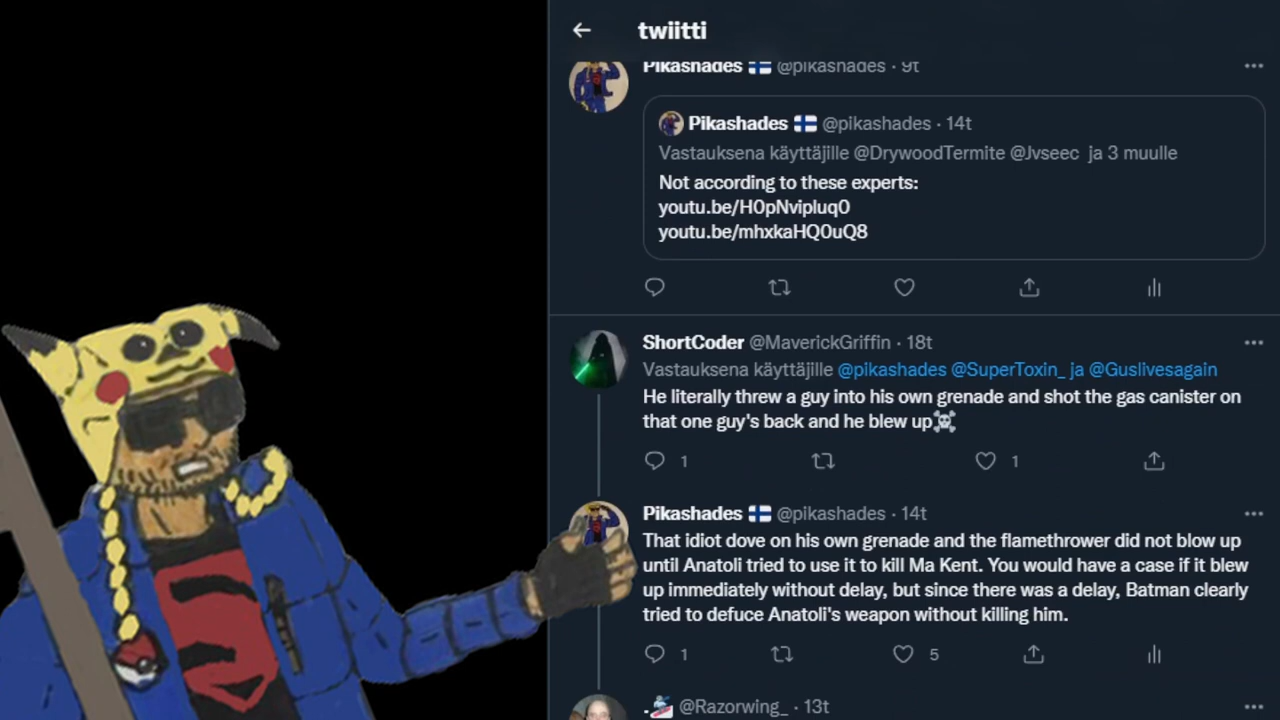 twiitti
Pikashades @pikashades · 9t
Pikashades @pikashades · 14t
Vastauksena käyttäjille @DrywoodTermite @Jvseec ja 3 muulle
Not according to these experts:
youtu.be/H0pNvipluq0
youtu.be/mhxkaHQ0uQ8
ShortCoder @MaverickGriffin · 18t
Vastauksena käyttäjille @pikashades @SuperToxin_ ja @Guslivesagain
He literally threw a guy into his own grenade and shot the gas canister on
that one guy's back and he blew up☠️
1 1
Pikashades @pikashades · 14t
That idiot dove on his own grenade and the flamethrower did not blow up
until Anatoli tried to use it to kill Ma Kent. You would have a case if it blew
up immediately without delay, but since there was a delay, Batman clearly
tried to defuce Anatoli's weapon without killing him.
1 5
@Razorwing_ · 13t